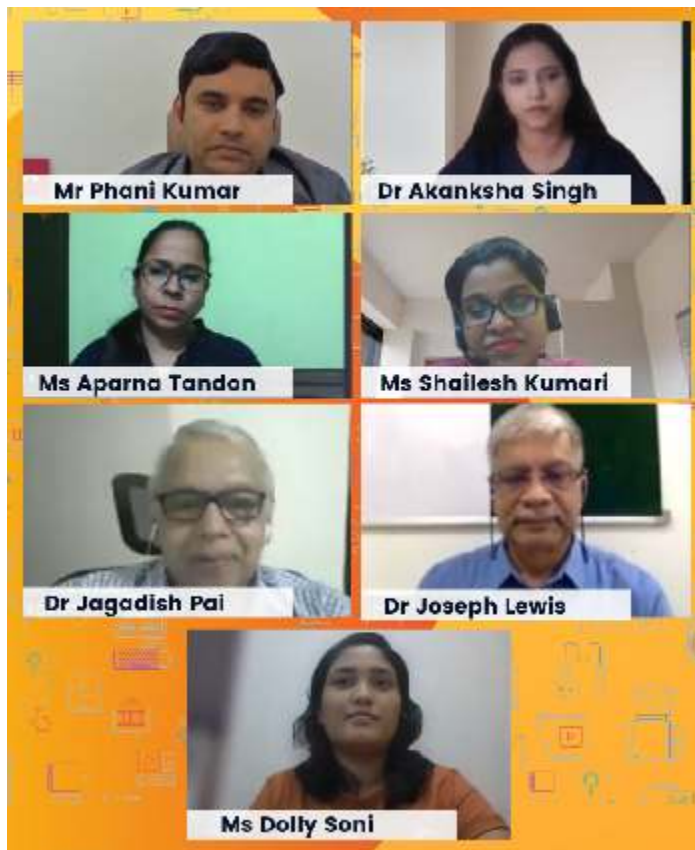 Mr Phani Kumar
Dr Akanksha Singh
Ms Aparna Tandon
Ms Shailesh Kumari
Dr Jagadish Pai
Dr Joseph Lewis
Ms Dolly Soni